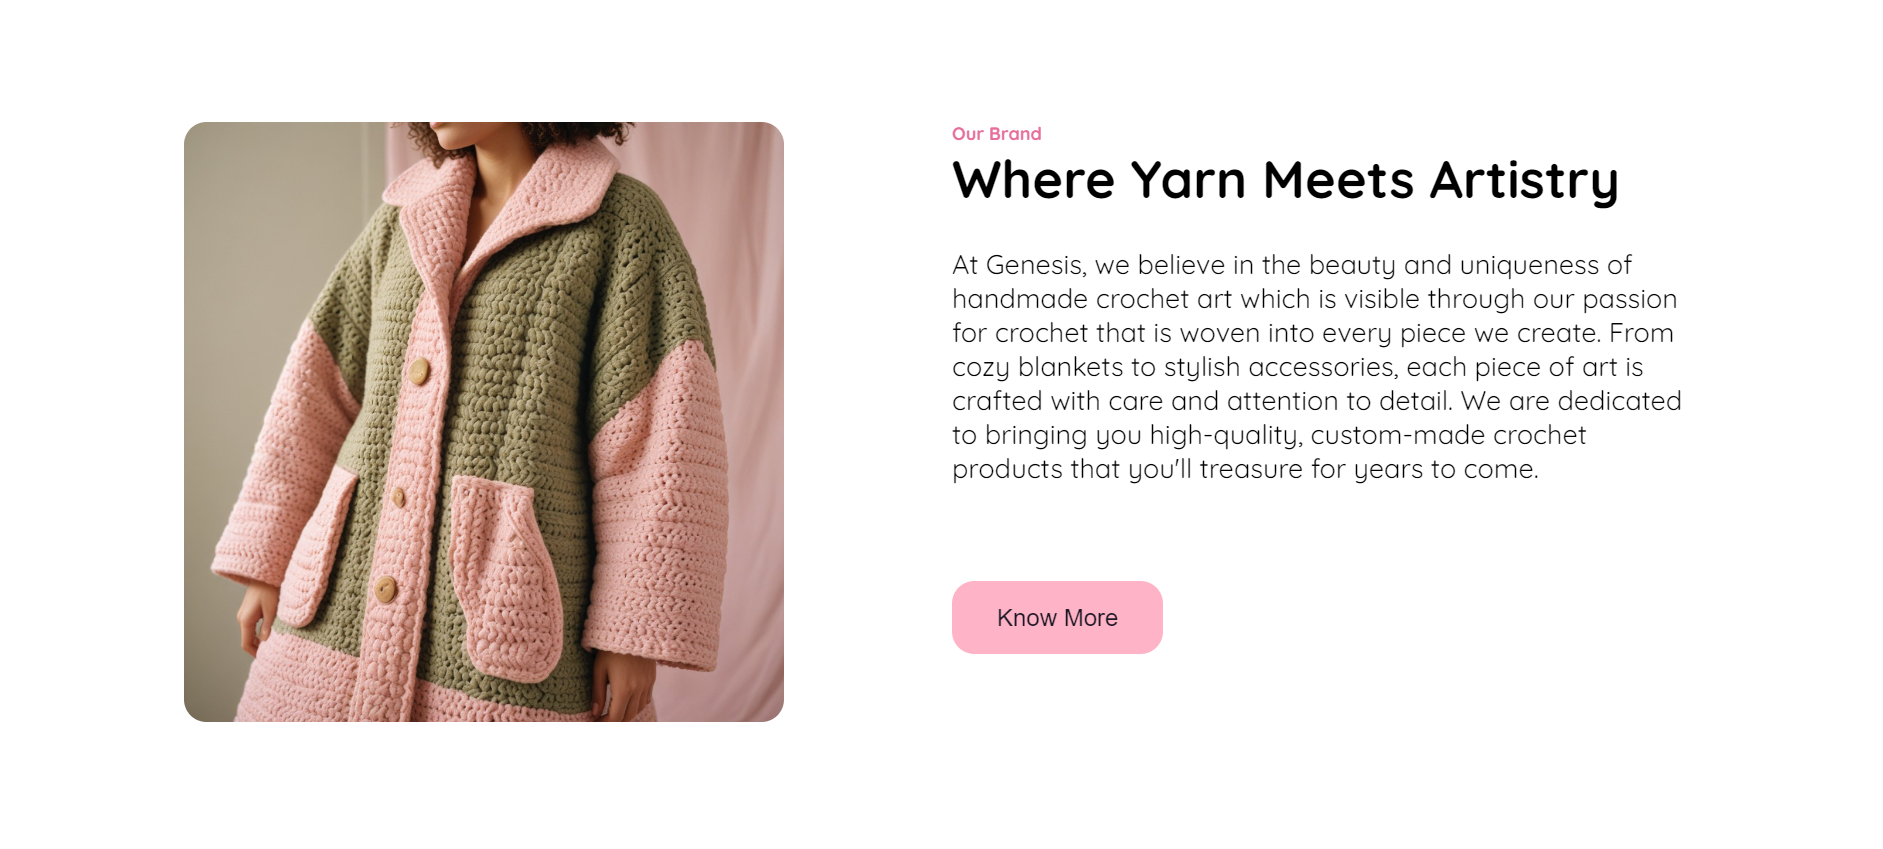 Our Brand
Where Yarn Meets Artistry
At Genesis, we believe in the beauty and uniqueness of
handmade crochet art which is visible through our passion
for crochet that is woven into every piece we create. From
cozy blankets to stylish accessories, each piece of art is
crafted with care and attention to detail. We are dedicated
to bringing you high-quality, custom-made crochet
products that you'll treasure for years to come.
Know More